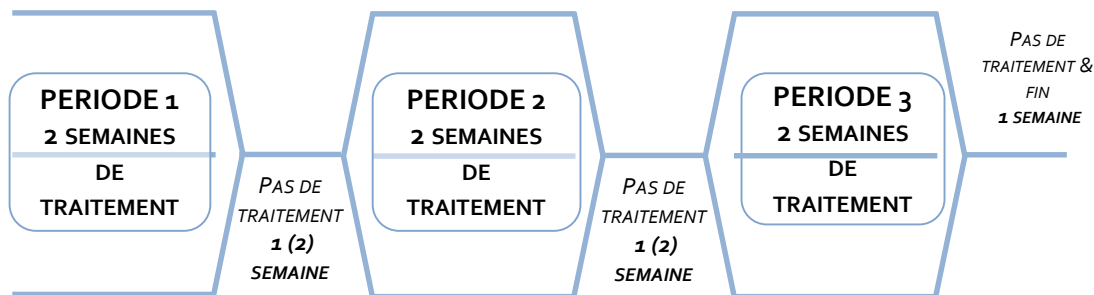 PERIODE 1
2 SEMAINES
DE
TRAITEMENT
PAS DE
TRAITEMENT
1 (2)
SEMAINE
PERIODE 2
2 SEMAINES
DE
TRAITEMENT
PAS DE
TRAITEMENT
1 (2)
SEMAINE
PERIODE 3
2 SEMAINES
DE
TRAITEMENT
PAS DE
TRAITEMENT &
FIN
1 SEMAINE